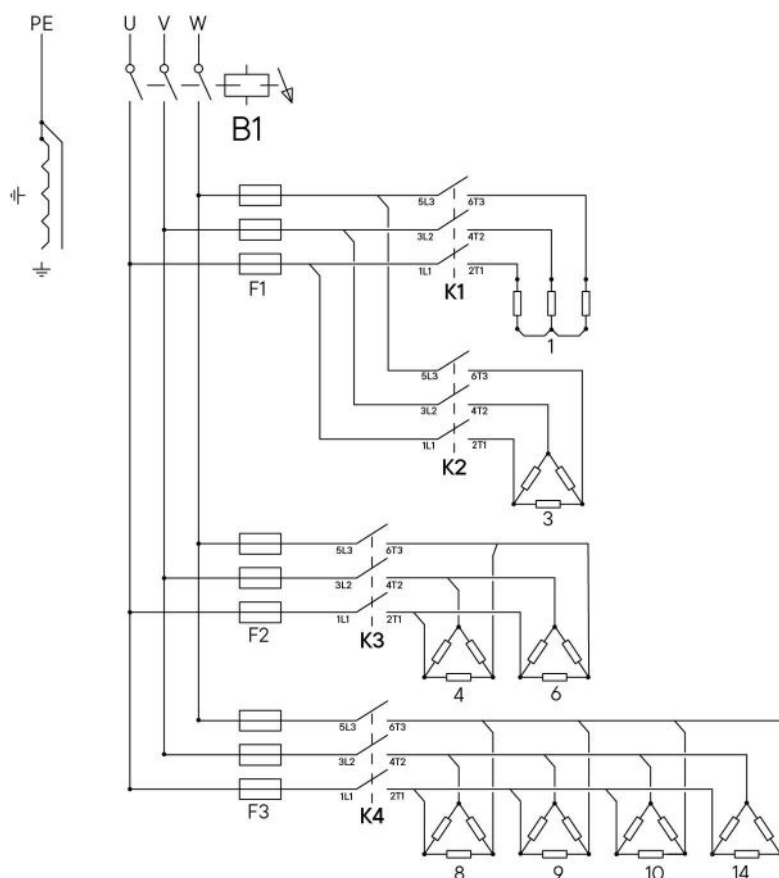 PE U V W
B1
5L3 6T3
3L2 4T2
1L1 2T1
F1 K1
1
5L3 6T3
3L2 4T2
1L1 2T1
K2
3
5L3 6T3
3L2 4T2
1L1 2T1
F2 K3
4 6
5L3 6T3
3L2 4T2
1L1 2T1
F3 K4
8 9 10 14